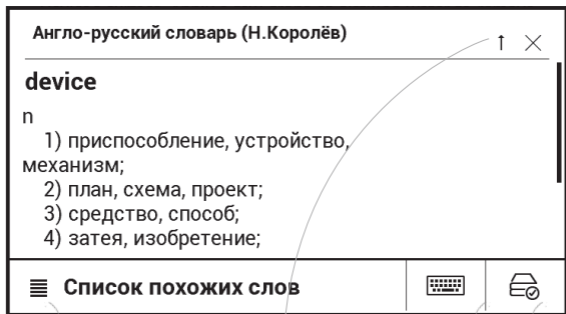 Англо-русский словарь (Н.Королёв)
device
n
1) приспособление, устройство,
механизм;
2) план, схема, проект;
3) средство, способ;
4) затея, изобретение;
Список похожих слов